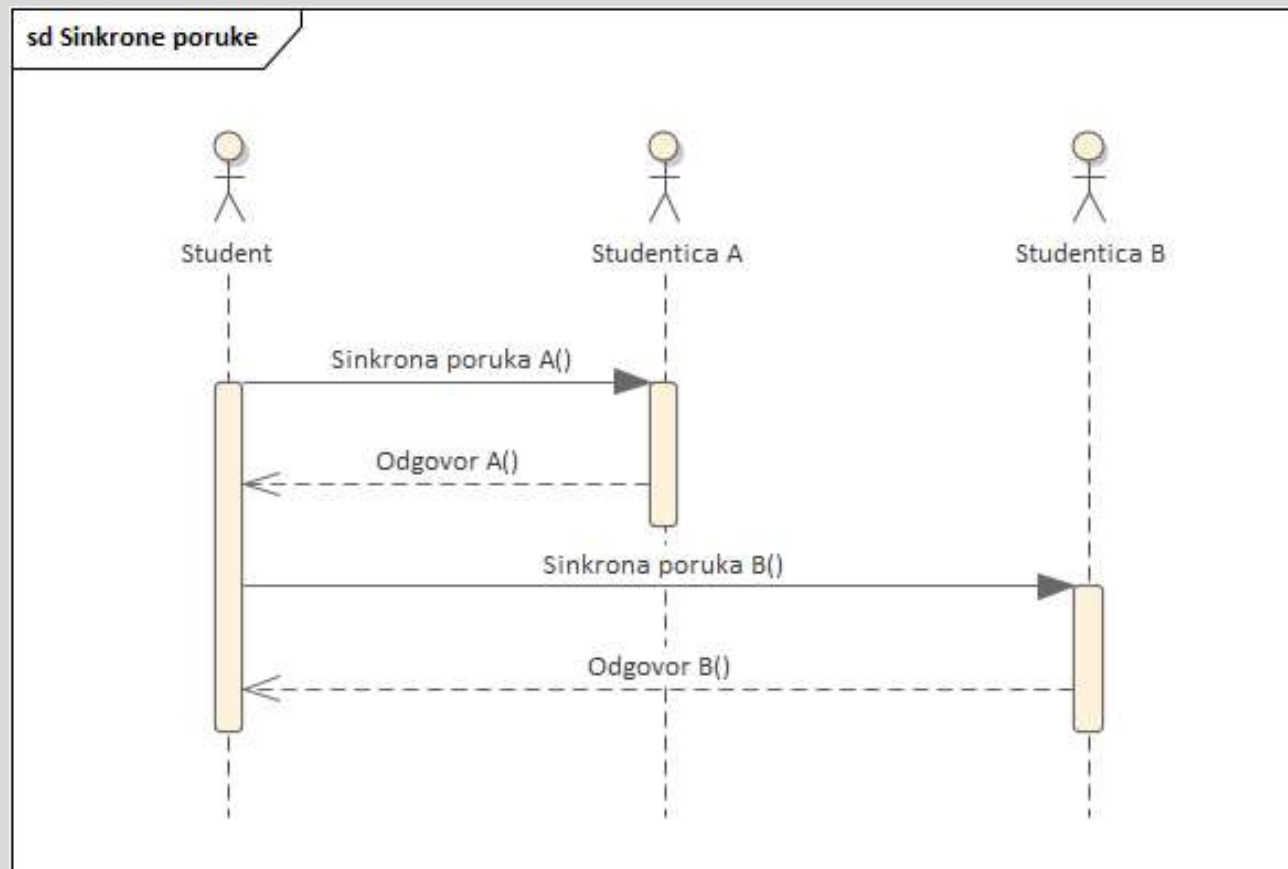 sd Sinkrone poruke
Student
Studentica A
Studentica B
Sinkrona poruka A()
Odgovor A()
Sinkrona poruka B()
Odgovor B()